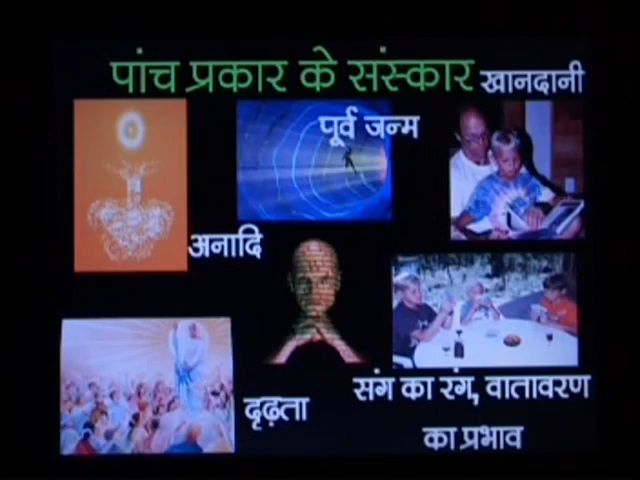 पांच प्रकार के संस्कार
खानदानी
पूर्व जन्म
अनादि
दृढ़ता
संग का रंग, वातावरण
का प्रभाव